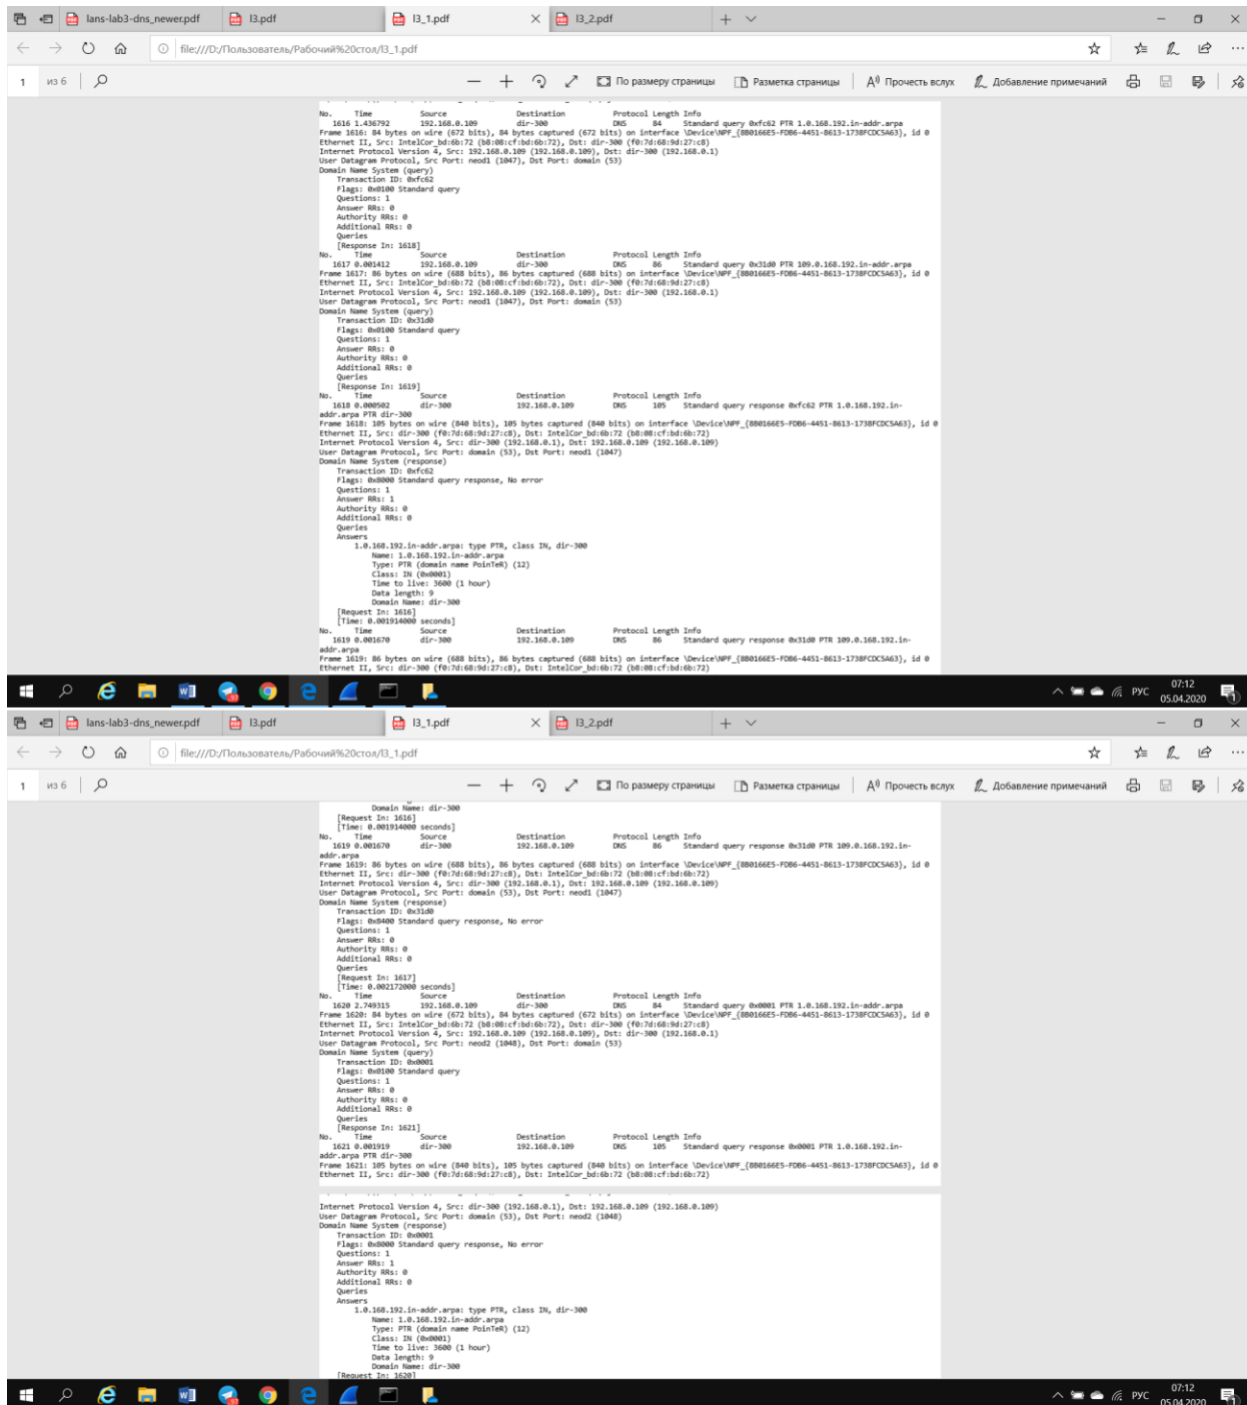 lans-lab3-dns_newer.pdf l3.pdf l3_1.pdf l3_2.pdf
file:///D:/Пользователь/Рабочий%20стол/l3_1.pdf
1 из 6 По размеру страницы Разметка страницы Прочесть вслух Добавление примечаний
No. Time Source Destination Protocol Length Info
1616 1.436792 192.168.0.109 dir-300 DNS 84 Standard query 0xfc62 PTR 1.0.168.192.in-addr.arpa
Frame 1616: 84 bytes on wire (672 bits), 84 bytes captured (672 bits) on interface \Device\NPF_{8B0166E5-FDB6-4451-8613-1738FCDC5A63}, id 0
Ethernet II, Src: IntelCor_bd:6b:72 (b8:08:cf:bd:6b:72), Dst: dir-300 (f0:7d:68:9d:27:c8)
Internet Protocol Version 4, Src: 192.168.0.109 (192.168.0.109), Dst: dir-300 (192.168.0.1)
User Datagram Protocol, Src Port: neod1 (1047), Dst Port: domain (53)
Domain Name System (query)
Transaction ID: 0xfc62
Flags: 0x0100 Standard query
Questions: 1
Answer RRs: 0
Authority RRs: 0
Additional RRs: 0
Queries
[Response In: 1618]
No. Time Source Destination Protocol Length Info
1617 0.001412 192.168.0.109 dir-300 DNS 86 Standard query 0x31d0 PTR 109.0.168.192.in-addr.arpa
Frame 1617: 86 bytes on wire (688 bits), 86 bytes captured (688 bits) on interface \Device\NPF_{8B0166E5-FDB6-4451-8613-1738FCDC5A63}, id 0
Ethernet II, Src: IntelCor_bd:6b:72 (b8:08:cf:bd:6b:72), Dst: dir-300 (f0:7d:68:9d:27:c8)
Internet Protocol Version 4, Src: 192.168.0.109 (192.168.0.109), Dst: dir-300 (192.168.0.1)
User Datagram Protocol, Src Port: neod1 (1047), Dst Port: domain (53)
Domain Name System (query)
Transaction ID: 0x31d0
Flags: 0x0100 Standard query
Questions: 1
Answer RRs: 0
Authority RRs: 0
Additional RRs: 0
Queries
[Response In: 1619]
No. Time Source Destination Protocol Length Info
1618 0.000502 dir-300 192.168.0.109 DNS 105 Standard query response 0xfc62 PTR 1.0.168.192.in-
addr.arpa PTR dir-300
Frame 1618: 105 bytes on wire (840 bits), 105 bytes captured (840 bits) on interface \Device\NPF_{8B0166E5-FDB6-4451-8613-1738FCDC5A63}, id 0
Ethernet II, Src: dir-300 (f0:7d:68:9d:27:c8), Dst: IntelCor_bd:6b:72 (b8:08:cf:bd:6b:72)
Internet Protocol Version 4, Src: dir-300 (192.168.0.1), Dst: 192.168.0.109 (192.168.0.109)
User Datagram Protocol, Src Port: domain (53), Dst Port: neod1 (1047)
Domain Name System (response)
Transaction ID: 0xfc62
Flags: 0x8000 Standard query response, No error
Questions: 1
Answer RRs: 1
Authority RRs: 0
Additional RRs: 0
Queries
Answers
1.0.168.192.in-addr.arpa: type PTR, class IN, dir-300
Name: 1.0.168.192.in-addr.arpa
Type: PTR (domain name PoinTeR) (12)
Class: IN (0x0001)
Time to live: 3600 (1 hour)
Data length: 9
Domain Name: dir-300
[Request In: 1616]
[Time: 0.001914000 seconds]
No. Time Source Destination Protocol Length Info
1619 0.001670 dir-300 192.168.0.109 DNS 86 Standard query response 0x31d0 PTR 109.0.168.192.in-
addr.arpa
Frame 1619: 86 bytes on wire (688 bits), 86 bytes captured (688 bits) on interface \Device\NPF_{8B0166E5-FDB6-4451-8613-1738FCDC5A63}, id 0
Ethernet II, Src: dir-300 (f0:7d:68:9d:27:c8), Dst: IntelCor_bd:6b:72 (b8:08:cf:bd:6b:72)
РУС 07:12
05.04.2020
lans-lab3-dns_newer.pdf l3.pdf l3_1.pdf l3_2.pdf
file:///D:/Пользователь/Рабочий%20стол/l3_1.pdf
1 из 6 По размеру страницы Разметка страницы Прочесть вслух Добавление примечаний
Domain Name: dir-300
[Request In: 1616]
[Time: 0.001914000 seconds]
No. Time Source Destination Protocol Length Info
1619 0.001670 dir-300 192.168.0.109 DNS 86 Standard query response 0x31d0 PTR 109.0.168.192.in-
addr.arpa
Frame 1619: 86 bytes on wire (688 bits), 86 bytes captured (688 bits) on interface \Device\NPF_{8B0166E5-FDB6-4451-8613-1738FCDC5A63}, id 0
Ethernet II, Src: dir-300 (f0:7d:68:9d:27:c8), Dst: IntelCor_bd:6b:72 (b8:08:cf:bd:6b:72)
Internet Protocol Version 4, Src: dir-300 (192.168.0.1), Dst: 192.168.0.109 (192.168.0.109)
User Datagram Protocol, Src Port: domain (53), Dst Port: neod1 (1047)
Domain Name System (response)
Transaction ID: 0x31d0
Flags: 0x8400 Standard query response, No error
Questions: 1
Answer RRs: 0
Authority RRs: 0
Additional RRs: 0
Queries
[Request In: 1617]
[Time: 0.002172000 seconds]
No. Time Source Destination Protocol Length Info
1620 2.749315 192.168.0.109 dir-300 DNS 84 Standard query 0x0001 PTR 1.0.168.192.in-addr.arpa
Frame 1620: 84 bytes on wire (672 bits), 84 bytes captured (672 bits) on interface \Device\NPF_{8B0166E5-FDB6-4451-8613-1738FCDC5A63}, id 0
Ethernet II, Src: IntelCor_bd:6b:72 (b8:08:cf:bd:6b:72), Dst: dir-300 (f0:7d:68:9d:27:c8)
Internet Protocol Version 4, Src: 192.168.0.109 (192.168.0.109), Dst: dir-300 (192.168.0.1)
User Datagram Protocol, Src Port: neod2 (1048), Dst Port: domain (53)
Domain Name System (query)
Transaction ID: 0x0001
Flags: 0x0100 Standard query
Questions: 1
Answer RRs: 0
Authority RRs: 0
Additional RRs: 0
Queries
[Response In: 1621]
No. Time Source Destination Protocol Length Info
1621 0.001919 dir-300 192.168.0.109 DNS 105 Standard query response 0x0001 PTR 1.0.168.192.in-
addr.arpa PTR dir-300
Frame 1621: 105 bytes on wire (840 bits), 105 bytes captured (840 bits) on interface \Device\NPF_{8B0166E5-FDB6-4451-8613-1738FCDC5A63}, id 0
Ethernet II, Src: dir-300 (f0:7d:68:9d:27:c8), Dst: IntelCor_bd:6b:72 (b8:08:cf:bd:6b:72)
Internet Protocol Version 4, Src: dir-300 (192.168.0.1), Dst: 192.168.0.109 (192.168.0.109)
User Datagram Protocol, Src Port: domain (53), Dst Port: neod2 (1048)
Domain Name System (response)
Transaction ID: 0x0001
Flags: 0x8000 Standard query response, No error
Questions: 1
Answer RRs: 1
Authority RRs: 0
Additional RRs: 0
Queries
Answers
1.0.168.192.in-addr.arpa: type PTR, class IN, dir-300
Name: 1.0.168.192.in-addr.arpa
Type: PTR (domain name PoinTeR) (12)
Class: IN (0x0001)
Time to live: 3600 (1 hour)
Data length: 9
Domain Name: dir-300
[Request In: 1620]
РУС 07:12
05.04.2020